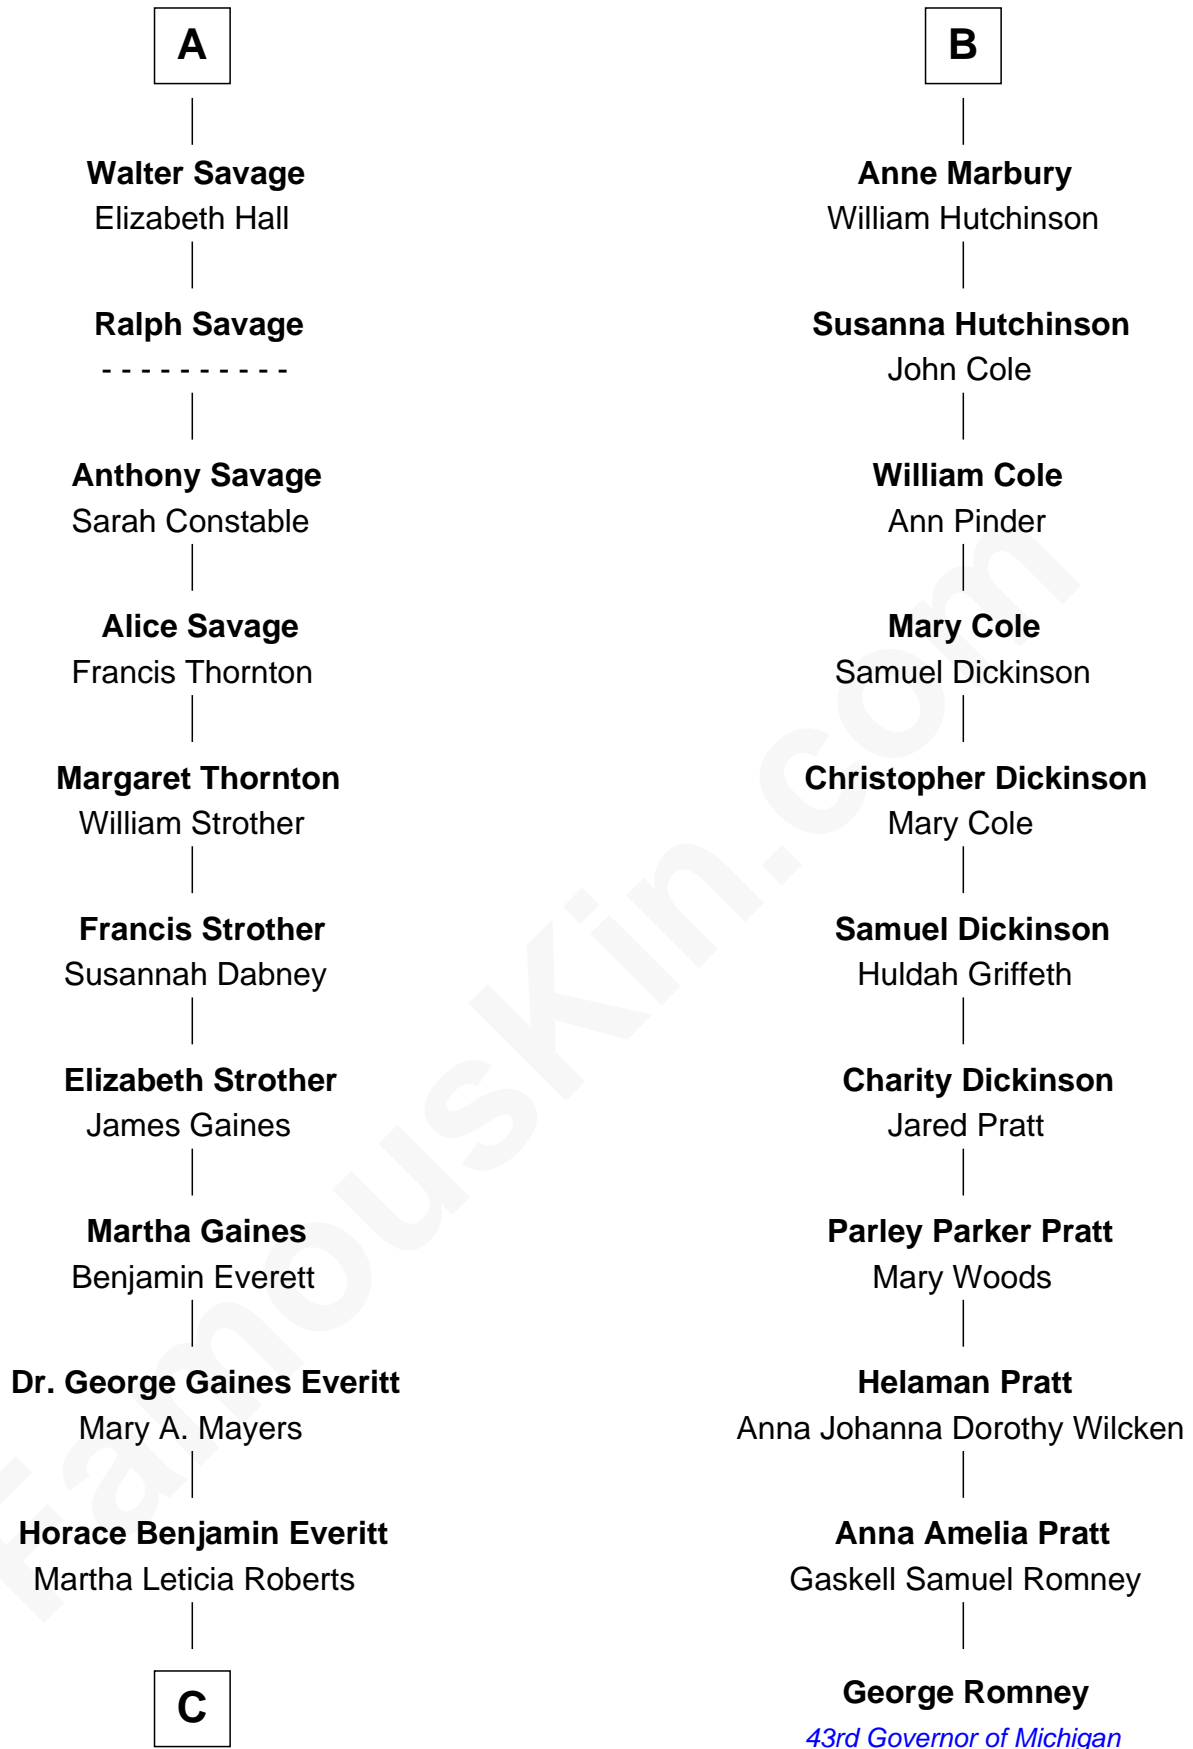 A
Walter Savage
Elizabeth Hall
Ralph Savage
- - - - - - - - - -
Anthony Savage
Sarah Constable
Alice Savage
Francis Thornton
Margaret Thornton
William Strother
Francis Strother
Susannah Dabney
Elizabeth Strother
James Gaines
Martha Gaines
Benjamin Everett
Dr. George Gaines Everitt
Mary A. Mayers
Horace Benjamin Everitt
Martha Leticia Roberts
C
B
Anne Marbury
William Hutchinson
Susanna Hutchinson
John Cole
William Cole
Ann Pinder
Mary Cole
Samuel Dickinson
Christopher Dickinson
Mary Cole
Samuel Dickinson
Huldah Griffeth
Charity Dickinson
Jared Pratt
Parley Parker Pratt
Mary Woods
Helaman Pratt
Anna Johanna Dorothy Wilcken
Anna Amelia Pratt
Gaskell Samuel Romney
George Romney
43rd Governor of Michigan
FamousKin.com